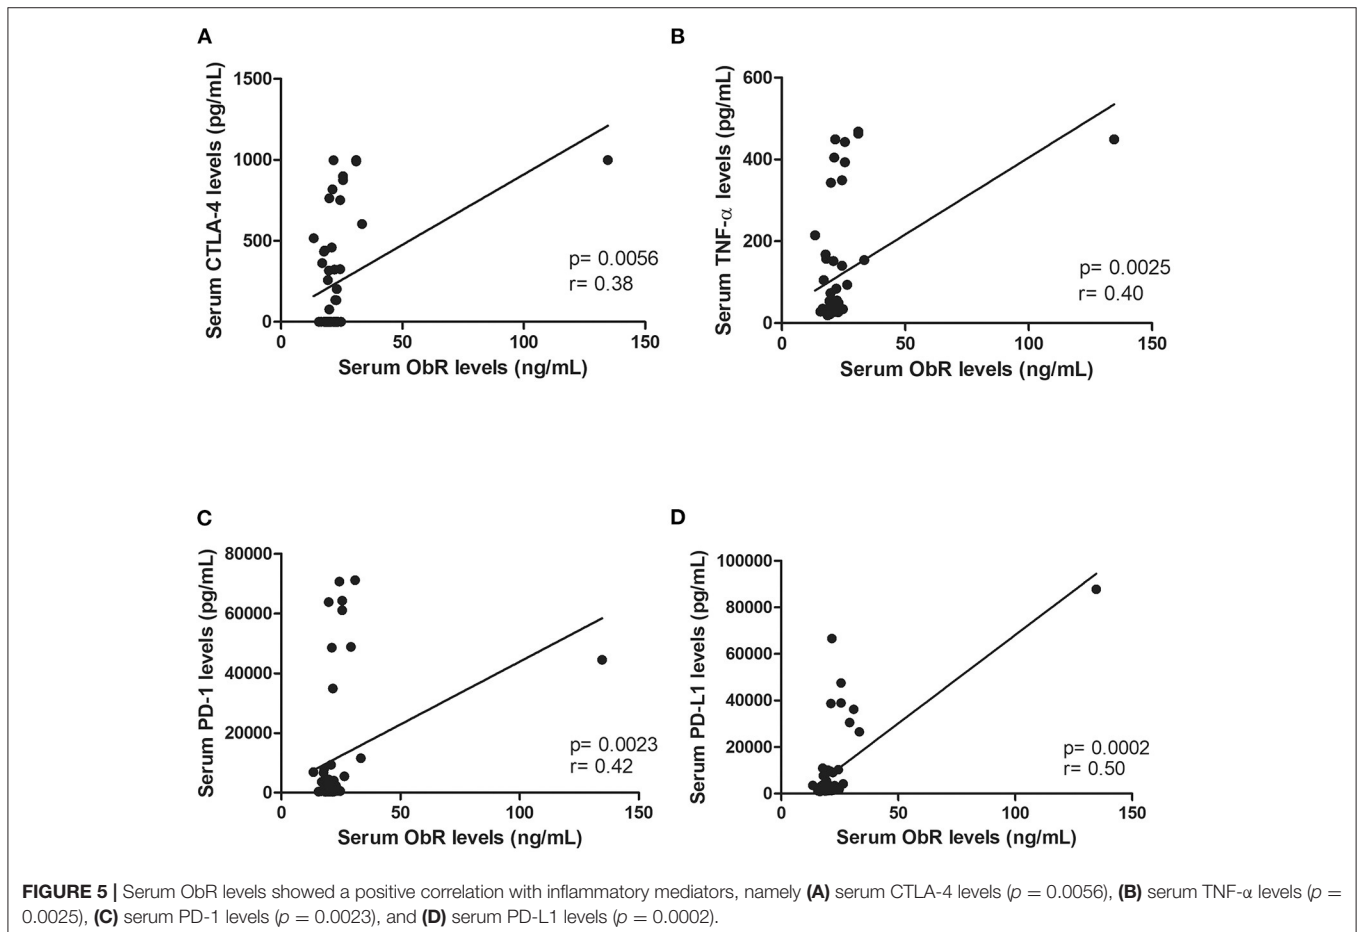 A
Serum CTLA-4 levels (pg/mL)
1500
1000
500
0
0 50 100 150
p= 0.0056
r= 0.38
Serum ObR levels (ng/mL)
B
Serum TNF-α levels (pg/mL)
600
400
200
0
0 50 100 150
p= 0.0025
r= 0.40
Serum ObR levels (ng/mL)
C
Serum PD-1 levels (pg/mL)
80000
60000
40000
20000
0
0 50 100 150
p= 0.0023
r= 0.42
Serum ObR levels (ng/mL)
D
Serum PD-L1 levels (pg/mL)
100000
80000
60000
40000
20000
0
0 50 100 150
p= 0.0002
r= 0.50
Serum ObR levels (ng/mL)
FIGURE 5 | Serum ObR levels showed a positive correlation with inflammatory mediators, namely (A) serum CTLA-4 levels (p = 0.0056), (B) serum TNF-α levels (p =
0.0025), (C) serum PD-1 levels (p = 0.0023), and (D) serum PD-L1 levels (p = 0.0002).